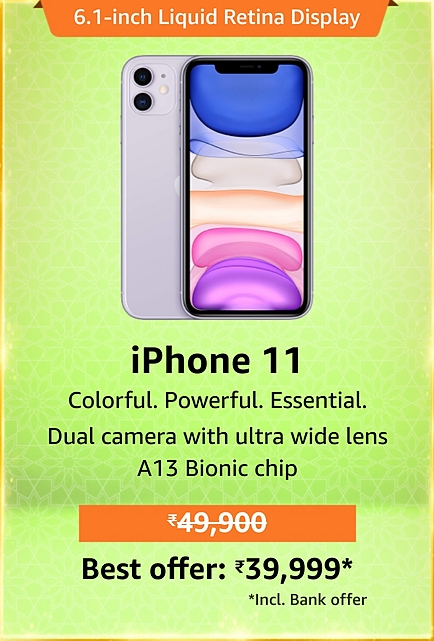 6.1-inch Liquid Retina Display
iPhone 11
Colorful. Powerful. Essential.
Dual camera with ultra wide lens
A13 Bionic chip
₹49,900
Best offer: ₹39,999*
*Incl. Bank offer